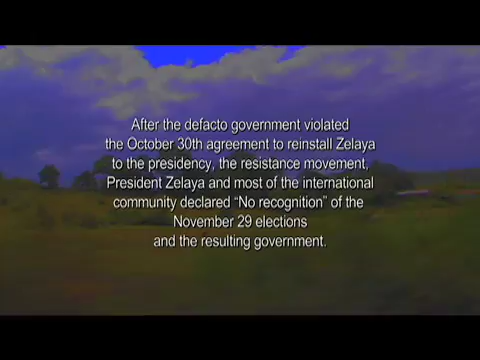 After the defacto government violated
the October 30th agreement to reinstall Zelaya
to the presidency, the resistance movement,
President Zelaya and most of the international
community declared “No recognition” of the
November 29 elections
and the resulting government.